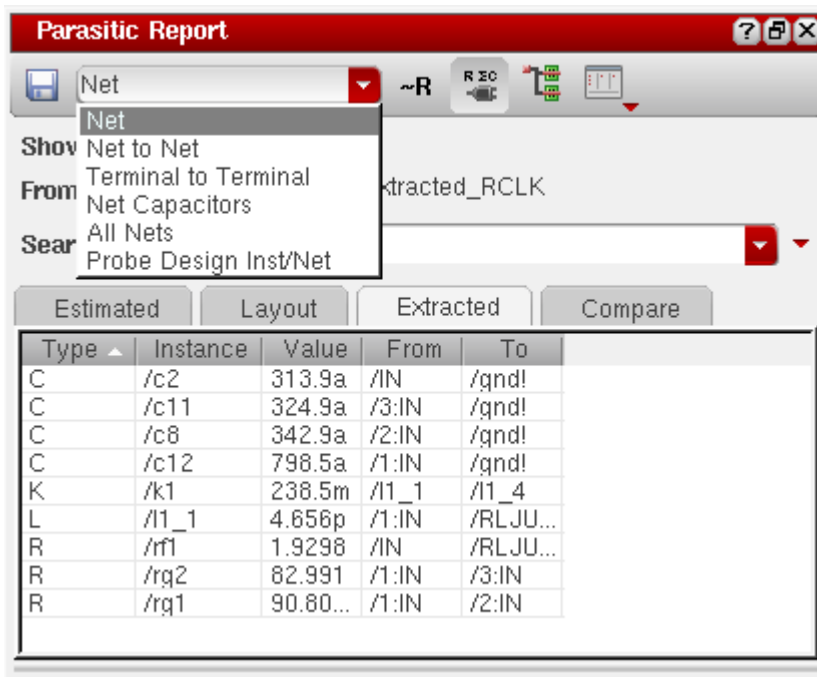 Parasitic Report
Net
~R
R ΣC
Net
Net to Net
Terminal to Terminal
Net Capacitors
All Nets
Probe Design Inst/Net
Show
From xtracted_RCLK
Sear
Estimated Layout Extracted Compare
Type Instance Value From To
C /c2 313.9a /IN /gnd!
C /c11 324.9a /3:IN /gnd!
C /c8 342.9a /2:IN /gnd!
C /c12 798.5a /1:IN /gnd!
K /k1 238.5m /l1_1 /l1_4
L /l1_1 4.656p /1:IN /RLJU...
R /rf1 1.9298 /IN /RLJU...
R /rg2 82.991 /1:IN /3:IN
R /rg1 90.80... /1:IN /2:IN